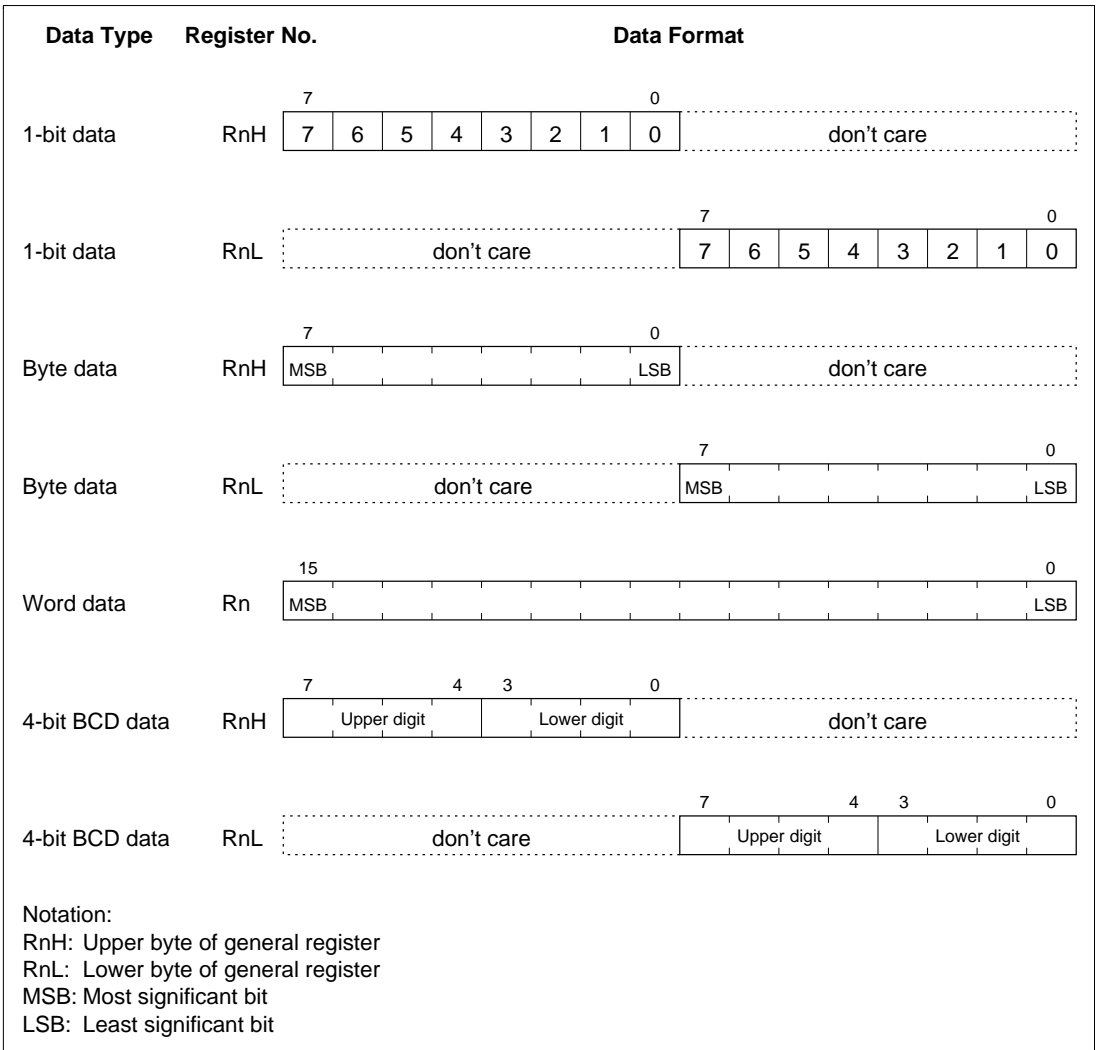 Data Type Register No. Data Format
7 0
1-bit data RnH 7 6 5 4 3 2 1 0 don't care
7 0
1-bit data RnL don't care 7 6 5 4 3 2 1 0
7 0
Byte data RnH MSB LSB don't care
7 0
Byte data RnL don't care MSB LSB
15 0
Word data Rn MSB LSB
7 4 3 0
4-bit BCD data RnH Upper digit Lower digit don't care
7 4 3 0
4-bit BCD data RnL don't care Upper digit Lower digit
Notation:
RnH: Upper byte of general register
RnL: Lower byte of general register
MSB: Most significant bit
LSB: Least significant bit